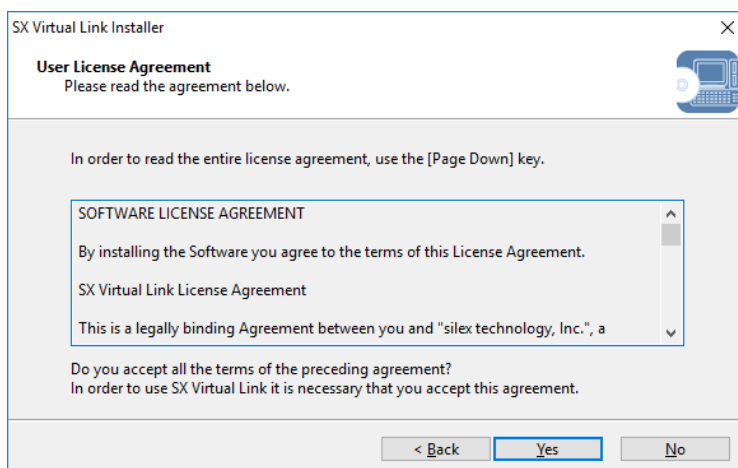 SX Virtual Link Installer
User License Agreement
Please read the agreement below.
In order to read the entire license agreement, use the [Page Down] key.
SOFTWARE LICENSE AGREEMENT
By installing the Software you agree to the terms of this License Agreement.
SX Virtual Link License Agreement
This is a legally binding Agreement between you and "silex technology, Inc.", a
Do you accept all the terms of the preceding agreement?
In order to use SX Virtual Link it is necessary that you accept this agreement.
< Back Yes No